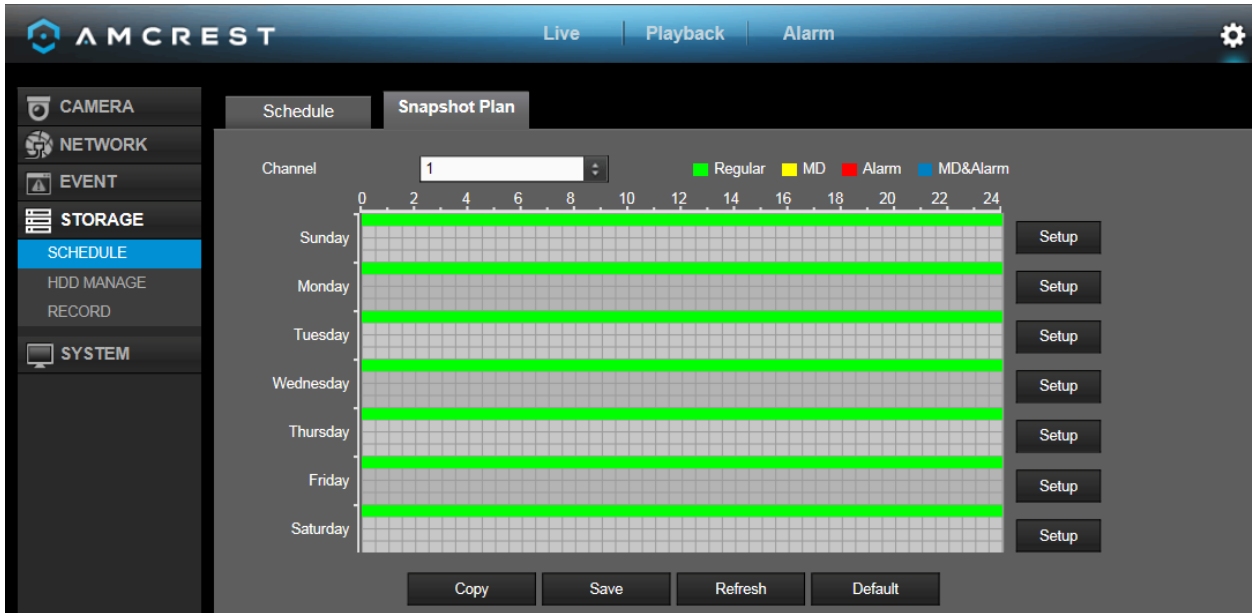 AMCREST Live Playback Alarm
CAMERA
NETWORK
EVENT
STORAGE
SCHEDULE
HDD MANAGE
RECORD
SYSTEM
Schedule Snapshot Plan
Channel 1 Regular MD Alarm MD&Alarm
0 2 4 6 8 10 12 14 16 18 20 22 24
Sunday Setup
Monday Setup
Tuesday Setup
Wednesday Setup
Thursday Setup
Friday Setup
Saturday Setup
Copy Save Refresh Default